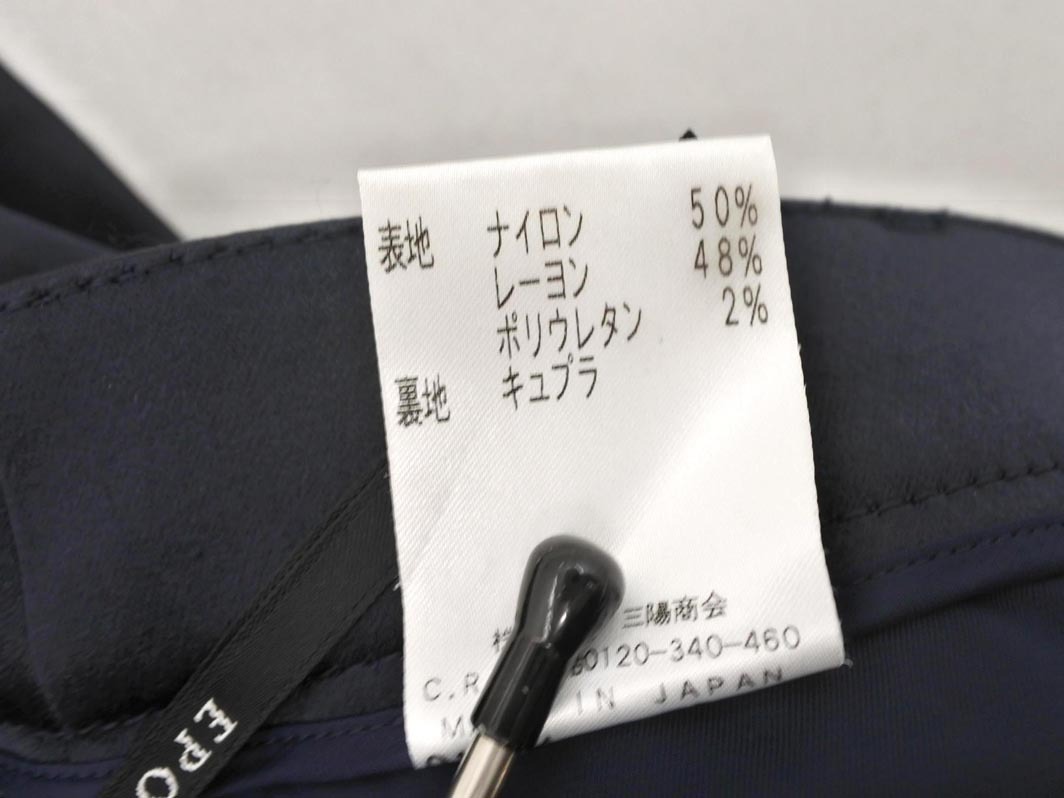 表地 ナイロン 50%
レーヨン 48%
ポリウレタン 2%
裏地 キュプラ
三陽商会
0120-340-460
IN JAPAN
EPO